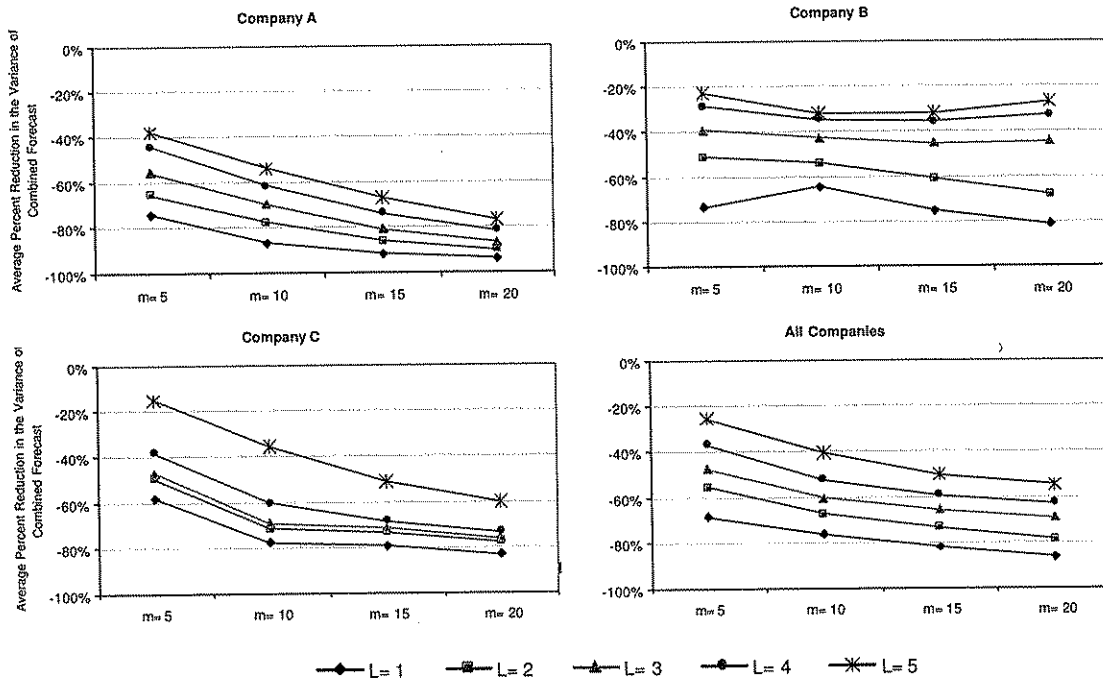 Company A
Average Percent Reduction in the Variance of
Combined Forecast
0%
-20%
-40%
-60%
-80%
-100%
m= 5
m= 10
m= 15
m= 20
Company B
0%
-20%
-40%
-60%
-80%
-100%
m= 5
m= 10
m= 15
m= 20
Company C
Average Percent Reduction in the Variance of
Combined Forecast
0%
-20%
-40%
-60%
-80%
-100%
m= 5
m= 10
m= 15
m= 20
All Companies
0%
-20%
-40%
-60%
-80%
-100%
m= 5
m= 10
m= 15
m= 20
L= 1
L= 2
L= 3
L= 4
L= 5